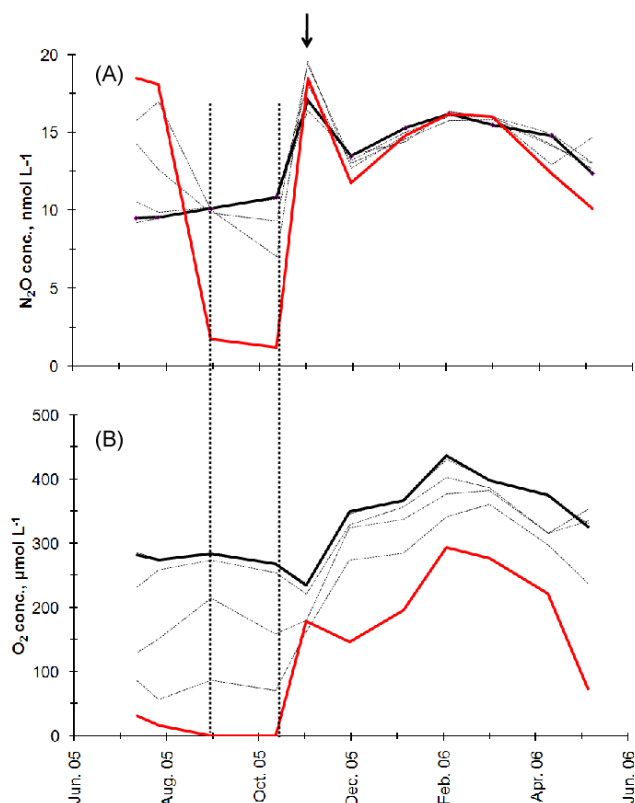 (A)
20
15
10
5
0
N₂O conc., nmol L-1
(B)
500
400
300
200
100
0
O₂ conc., µmol L⁻¹
Jun. 05
Aug. 05
Oct. 05
Dec. 05
Feb. 06
Apr. 06
Jun. 06